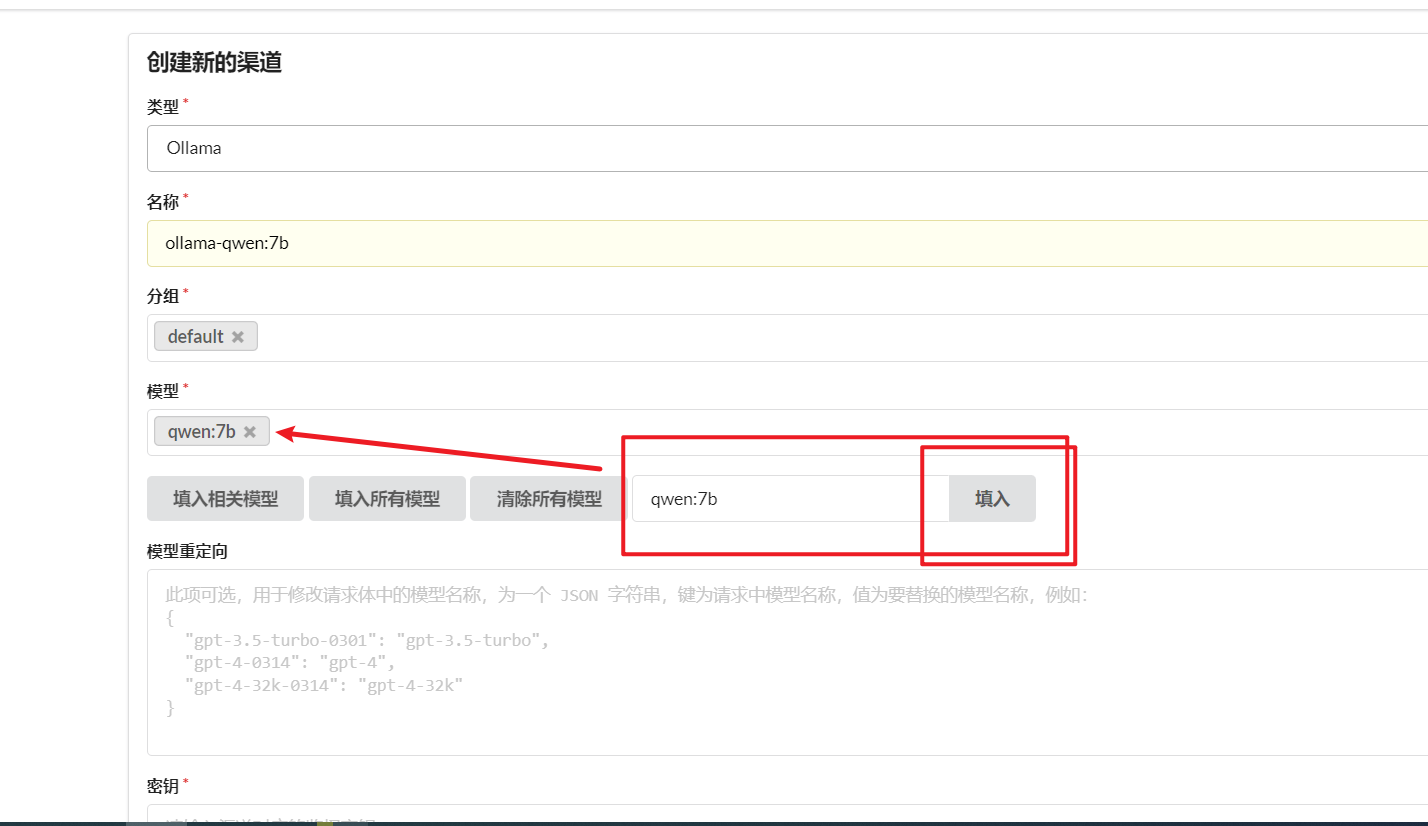 创建新的渠道
类型*
Ollama
名称*
ollama-qwen:7b
分组*
default
模型*
qwen:7b
填入相关模型 填入所有模型 清除所有模型 qwen:7b 填入
模型重定向
此项可选，用于修改请求体中的模型名称，为一个 JSON 字符串，键为请求中模型名称，值为要替换的模型名称，例如：
{
"gpt-3.5-turbo-0301": "gpt-3.5-turbo",
"gpt-4-0314": "gpt-4",
"gpt-4-32k-0314": "gpt-4-32k"
}
密钥*